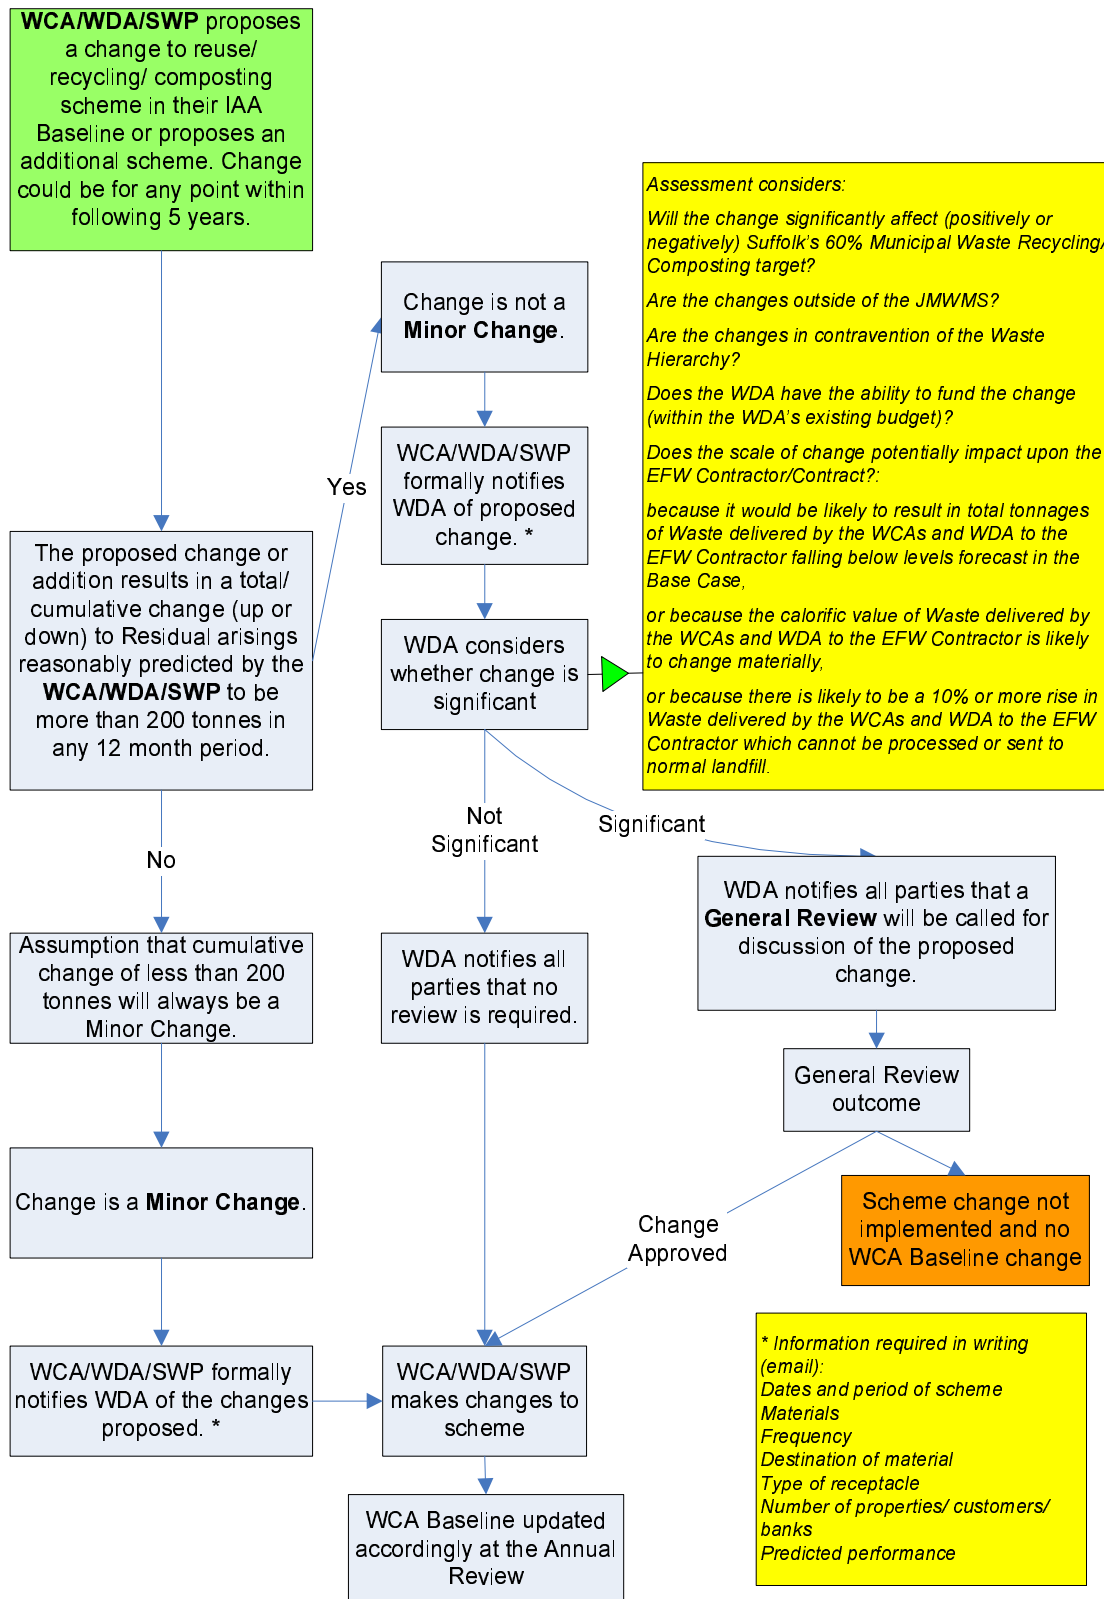 WCA/WDA/SWP proposes
a change to reuse/
recycling/ composting
scheme in their IAA
Baseline or proposes an
additional scheme. Change
could be for any point within
following 5 years.
Assessment considers:
Will the change significantly affect (positively or
negatively) Suffolk's 60% Municipal Waste Recycling/
Composting target?
Are the changes outside of the JMWMS?
Are the changes in contravention of the Waste
Hierarchy?
Does the WDA have the ability to fund the change
(within the WDA's existing budget)?
Does the scale of change potentially impact upon the
EFW Contractor/Contract?:
because it would be likely to result in total tonnages
of Waste delivered by the WCAs and WDA to the
EFW Contractor falling below levels forecast in the
Base Case,
or because the calorific value of Waste delivered by
the WCAs and WDA to the EFW Contractor is likely
to change materially,
or because there is likely to be a 10% or more rise in
Waste delivered by the WCAs and WDA to the EFW
Contractor which cannot be processed or sent to
normal landfill.
Change is not a
Minor Change.
Yes
WCA/WDA/SWP
formally notifies
WDA of proposed
change. *
The proposed change or
addition results in a total/
cumulative change (up or
down) to Residual arisings
reasonably predicted by the
WCA/WDA/SWP to be
more than 200 tonnes in
any 12 month period.
WDA considers
whether change is
significant
Not
Significant
Significant
No
WDA notifies all parties that a
General Review will be called for
discussion of the proposed
change.
Assumption that cumulative
change of less than 200
tonnes will always be a
Minor Change.
WDA notifies all
parties that no
review is required.
General Review
outcome
Change is a Minor Change.
Change
Approved
Scheme change not
implemented and no
WCA Baseline change
WCA/WDA/SWP formally
notifies WDA of the changes
proposed. *
WCA/WDA/SWP
makes changes to
scheme
* Information required in writing
(email):
Dates and period of scheme
Materials
Frequency
Destination of material
Type of receptacle
Number of properties/ customers/
banks
Predicted performance
WCA Baseline updated
accordingly at the Annual
Review